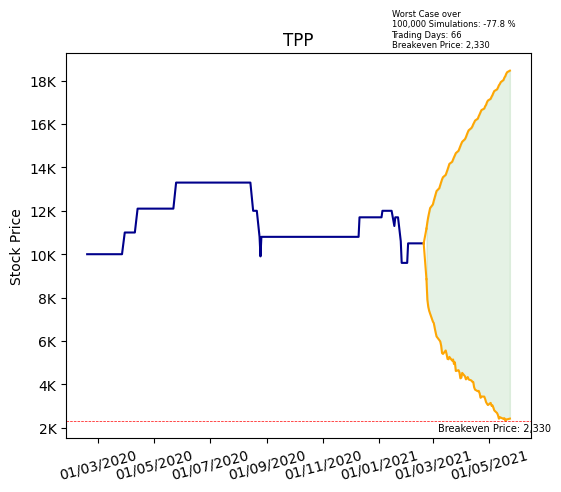 Worst Case over
100,000 Simulations: -77.8 %
Trading Days: 66
Breakeven Price: 2,330
TPP
Stock Price
18K
16K
14K
12K
10K
8K
6K
4K
2K
Breakeven Price: 2,330
01/03/2020
01/05/2020
01/07/2020
01/09/2020
01/11/2020
01/01/2021
01/03/2021
01/05/2021